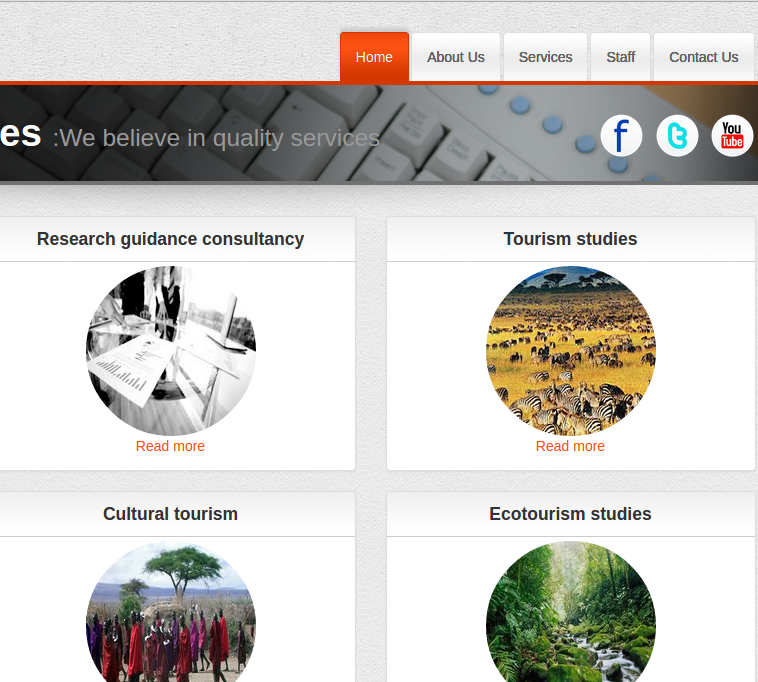 Home About Us Services Staff Contact Us
es :We believe in quality services
f t You Tube
Research guidance consultancy
Tourism studies
Read more
Read more
Cultural tourism
Ecotourism studies